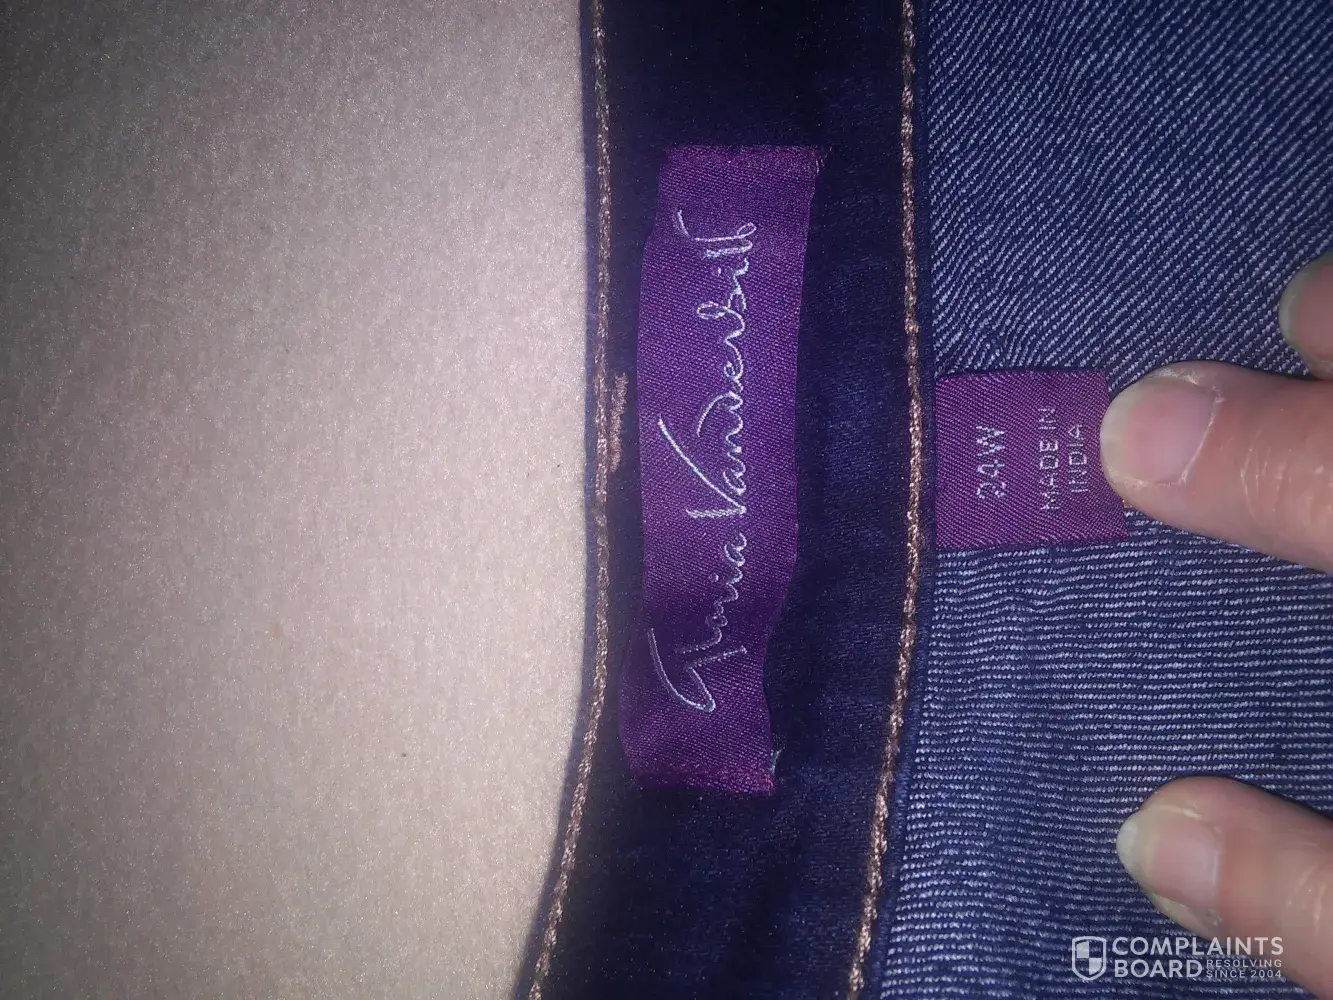 Gloria Vanderbilt
24W
MADE IN
INDIA
COMPLAINTS
BOARD RESOLVING
SINCE 2004